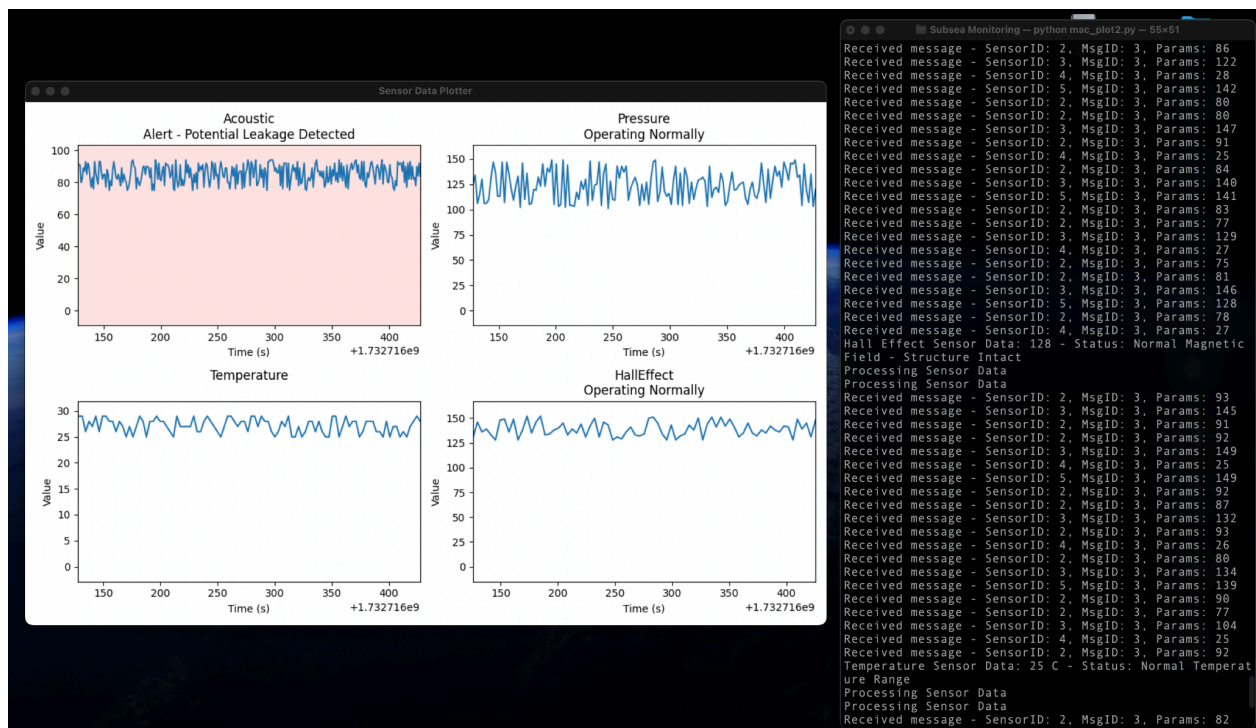 Sensor Data Plotter
Acoustic
Alert - Potential Leakage Detected
100
80
60
40
20
0
Value
150
200
250
300
350
400
Time (s)
+1.732716e9
Pressure
Operating Normally
150
125
100
75
50
25
0
Value
150
200
250
300
350
400
Time (s)
+1.732716e9
Temperature
30
25
20
15
10
5
0
Value
150
200
250
300
350
400
Time (s)
+1.732716e9
HallEffect
Operating Normally
150
125
100
75
50
25
0
Value
150
200
250
300
350
400
Time (s)
+1.732716e9
Subsea Monitoring — python mac_plot2.py — 55×51
Received message - SensorID: 2, MsgID: 3, Params: 86
Received message - SensorID: 3, MsgID: 3, Params: 122
Received message - SensorID: 4, MsgID: 3, Params: 28
Received message - SensorID: 5, MsgID: 3, Params: 142
Received message - SensorID: 2, MsgID: 3, Params: 80
Received message - SensorID: 2, MsgID: 3, Params: 80
Received message - SensorID: 3, MsgID: 3, Params: 147
Received message - SensorID: 2, MsgID: 3, Params: 91
Received message - SensorID: 4, MsgID: 3, Params: 25
Received message - SensorID: 2, MsgID: 3, Params: 84
Received message - SensorID: 3, MsgID: 3, Params: 140
Received message - SensorID: 5, MsgID: 3, Params: 141
Received message - SensorID: 2, MsgID: 3, Params: 83
Received message - SensorID: 2, MsgID: 3, Params: 77
Received message - SensorID: 3, MsgID: 3, Params: 129
Received message - SensorID: 4, MsgID: 3, Params: 27
Received message - SensorID: 2, MsgID: 3, Params: 75
Received message - SensorID: 2, MsgID: 3, Params: 81
Received message - SensorID: 3, MsgID: 3, Params: 146
Received message - SensorID: 5, MsgID: 3, Params: 128
Received message - SensorID: 2, MsgID: 3, Params: 78
Received message - SensorID: 4, MsgID: 3, Params: 27
Hall Effect Sensor Data: 128 - Status: Normal Magnetic
Field - Structure Intact
Processing Sensor Data
Processing Sensor Data
Received message - SensorID: 2, MsgID: 3, Params: 93
Received message - SensorID: 3, MsgID: 3, Params: 145
Received message - SensorID: 2, MsgID: 3, Params: 91
Received message - SensorID: 2, MsgID: 3, Params: 92
Received message - SensorID: 3, MsgID: 3, Params: 149
Received message - SensorID: 4, MsgID: 3, Params: 25
Received message - SensorID: 5, MsgID: 3, Params: 149
Received message - SensorID: 2, MsgID: 3, Params: 92
Received message - SensorID: 2, MsgID: 3, Params: 87
Received message - SensorID: 3, MsgID: 3, Params: 132
Received message - SensorID: 2, MsgID: 3, Params: 93
Received message - SensorID: 4, MsgID: 3, Params: 26
Received message - SensorID: 2, MsgID: 3, Params: 80
Received message - SensorID: 3, MsgID: 3, Params: 134
Received message - SensorID: 5, MsgID: 3, Params: 139
Received message - SensorID: 2, MsgID: 3, Params: 90
Received message - SensorID: 2, MsgID: 3, Params: 77
Received message - SensorID: 3, MsgID: 3, Params: 104
Received message - SensorID: 4, MsgID: 3, Params: 25
Received message - SensorID: 2, MsgID: 3, Params: 92
Temperature Sensor Data: 25 C - Status: Normal Temperat
ure Range
Processing Sensor Data
Processing Sensor Data
Received message - SensorID: 2, MsgID: 3, Params: 82